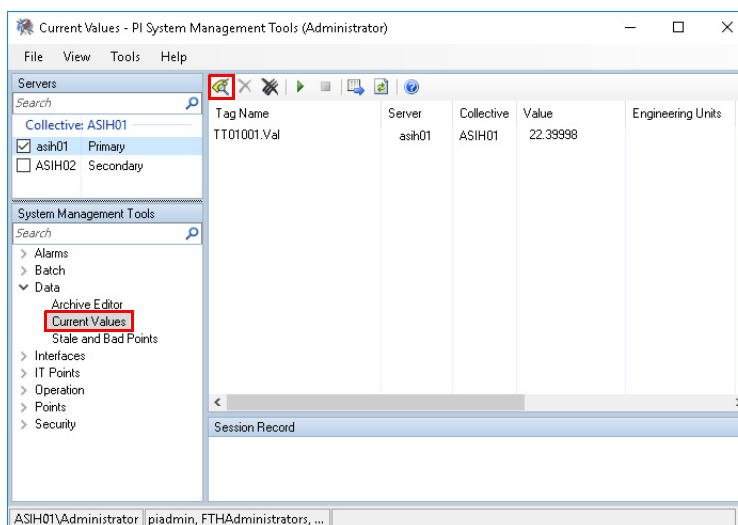 Current Values - PI System Management Tools (Administrator)
File View Tools Help
Servers
Search
Collective: ASIH01
asih01 Primary
ASIH02 Secondary
System Management Tools
Search
Alarms
Batch
Data
Archive Editor
Current Values
Stale and Bad Points
Interfaces
IT Points
Operation
Points
Security
Tag Name Server Collective Value Engineering Units
TT01001.Val asih01 ASIH01 22.39998
Session Record
ASIH01\Administrator piadmin, FTHAdministrators, ...